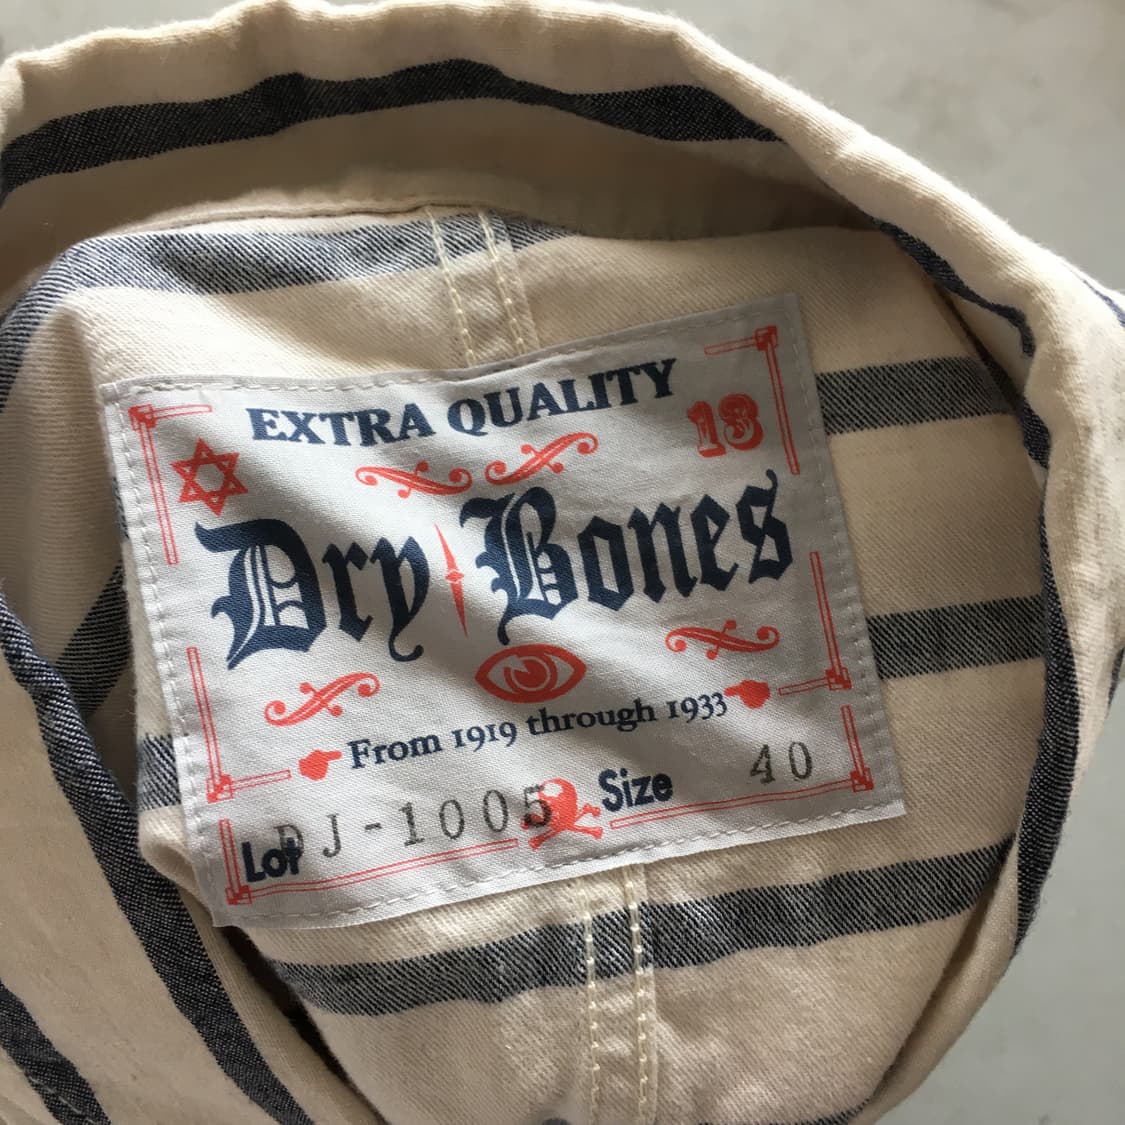 EXTRA QUALITY
13
Dry Bones
From 1919 through 1933
Lot DJ-1005 Size 40